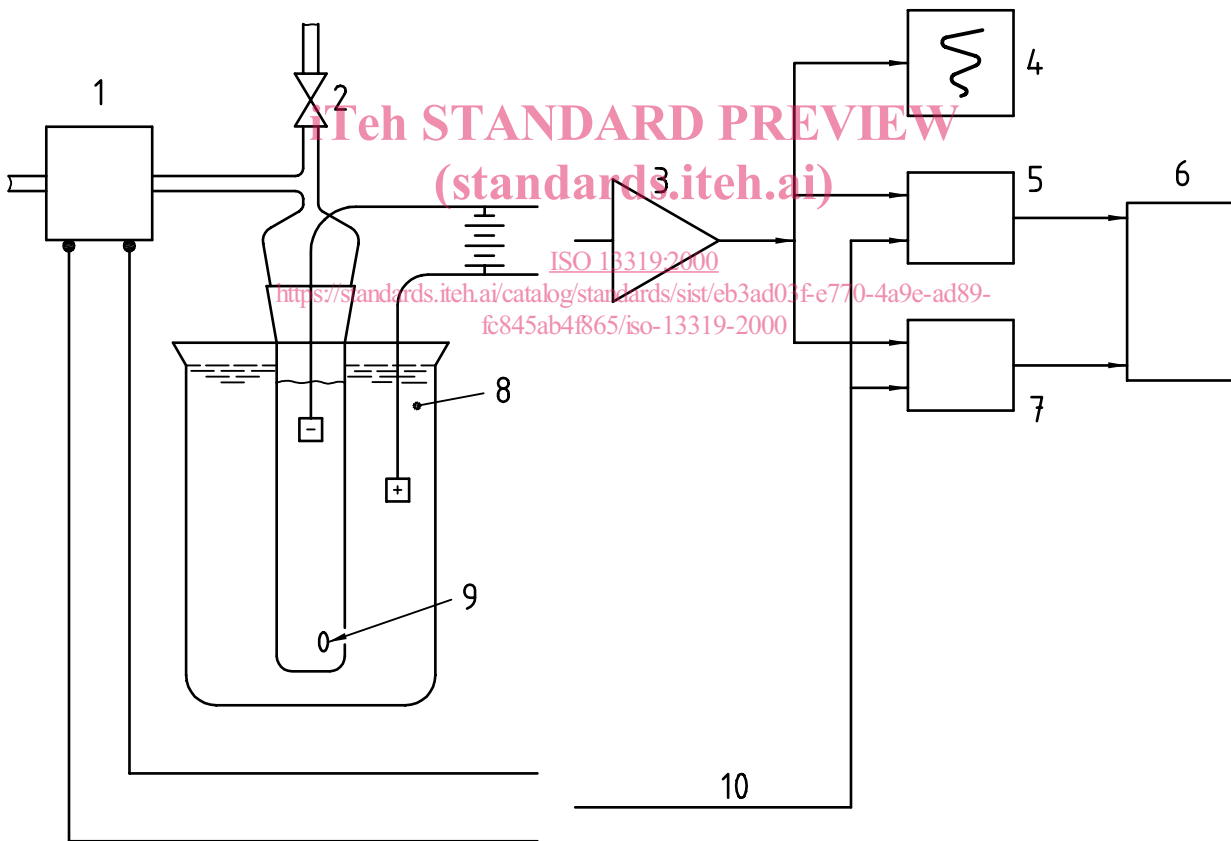 1
2
4
iTeh STANDARD PREVIEW
(standards.iteh.ai)
3
5
6
ISO 13319:2000
https://standards.iteh.ai/catalog/standards/sist/eb3ad03f-e770-4a9e-ad89-
fc845ab4f865/iso-13319-2000
8
7
-
+
9
10